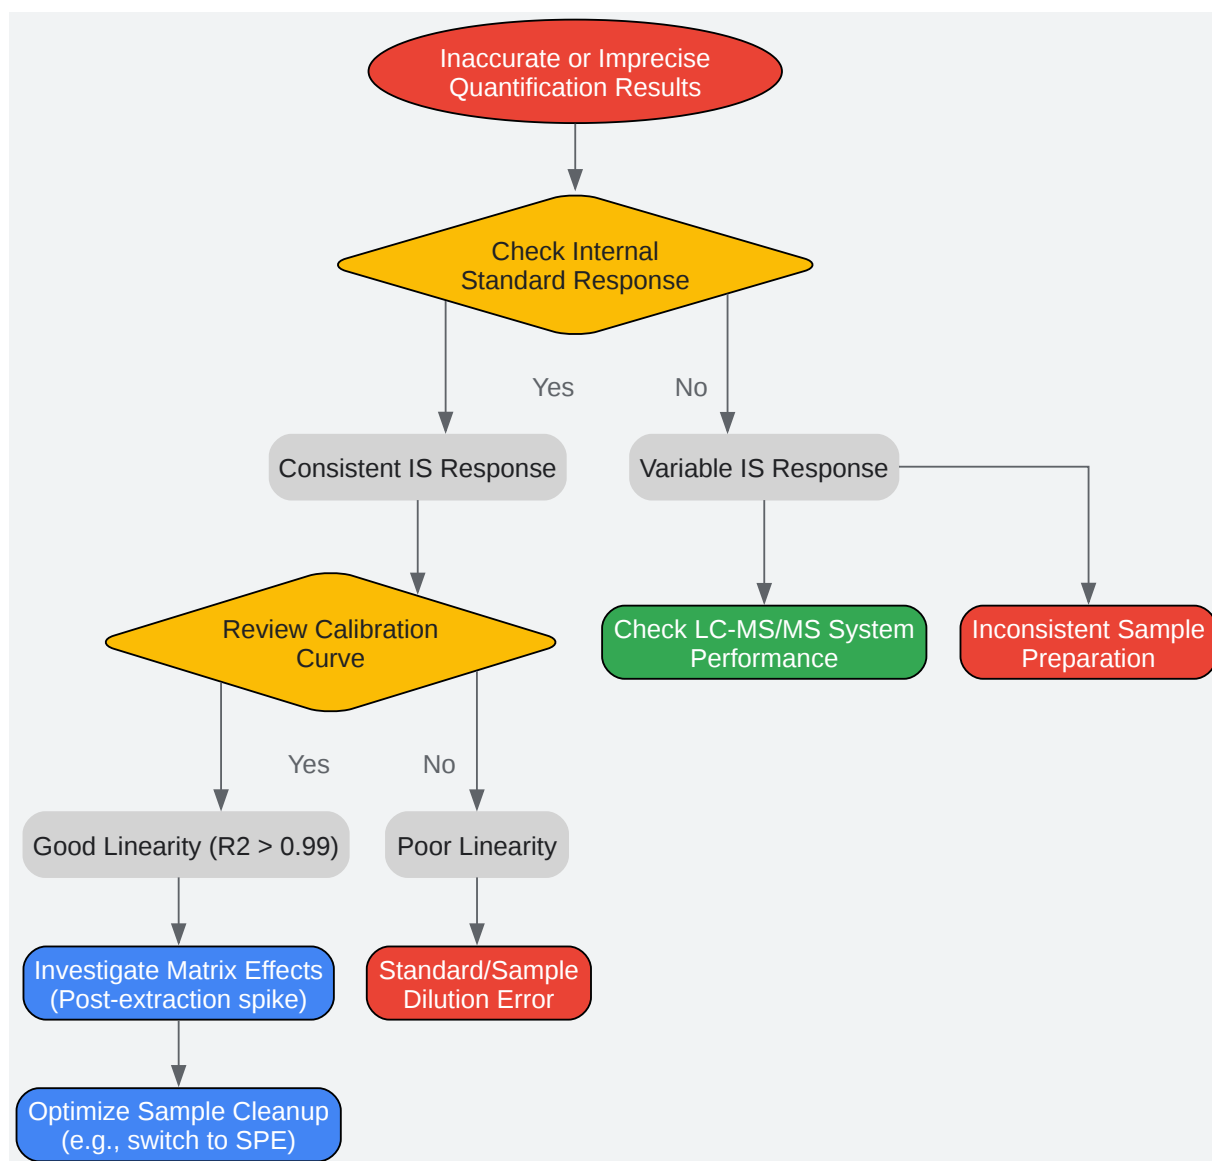 Inaccurate or Imprecise
Quantification Results
Check Internal
Standard Response
Yes
No
Consistent IS Response
Variable IS Response
Review Calibration
Curve
Check LC-MS/MS System
Performance
Inconsistent Sample
Preparation
Yes
No
Good Linearity (R2 > 0.99)
Poor Linearity
Investigate Matrix Effects
(Post-extraction spike)
Standard/Sample
Dilution Error
Optimize Sample Cleanup
(e.g., switch to SPE)